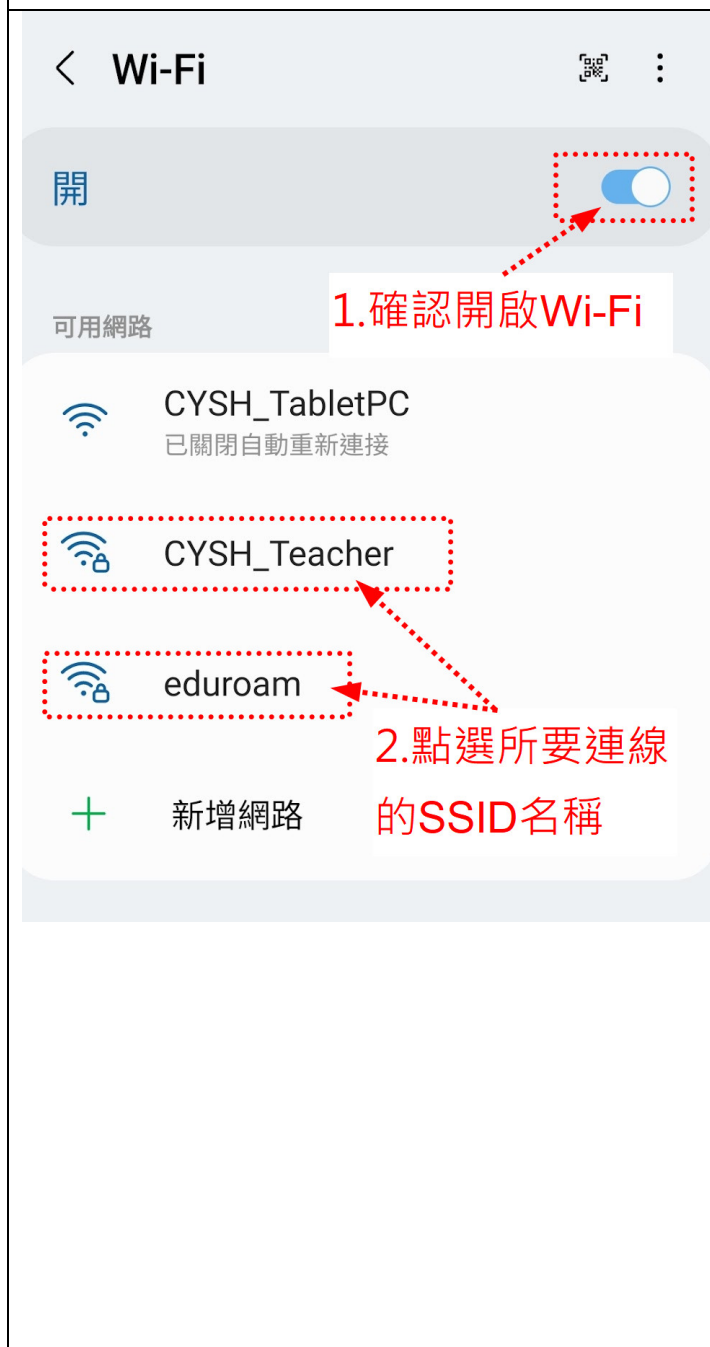 Wi-Fi
開
1.確認開啟Wi-Fi
可用網路
CYSH_TabletPC
已關閉自動重新連接
CYSH_Teacher
eduroam
2.點選所要連線
的SSID名稱
新增網路